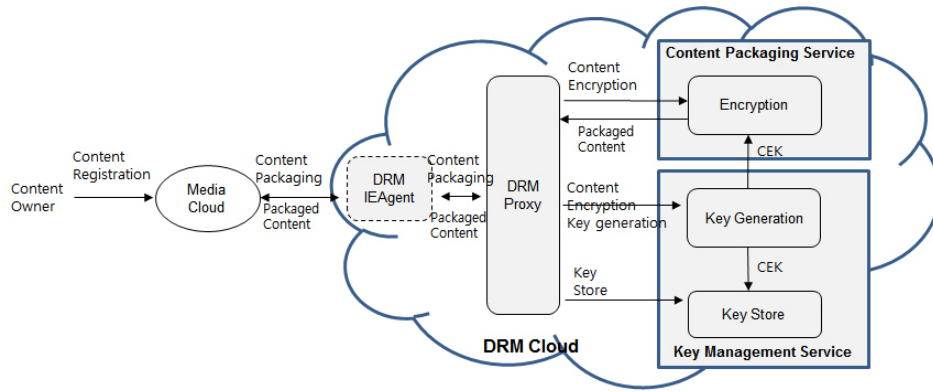 Content Packaging Service
Content
Encryption
Encryption
Packaged
Content
CEK
Content
Registration
Content
Owner
Media
Cloud
Content
Packaging
Packaged
Content
DRM
IEAgent
Content
Packaging
Packaged
Content
DRM
Proxy
Content
Encryption
Key generation
Key Generation
CEK
Key
Store
Key Store
DRM Cloud
Key Management Service